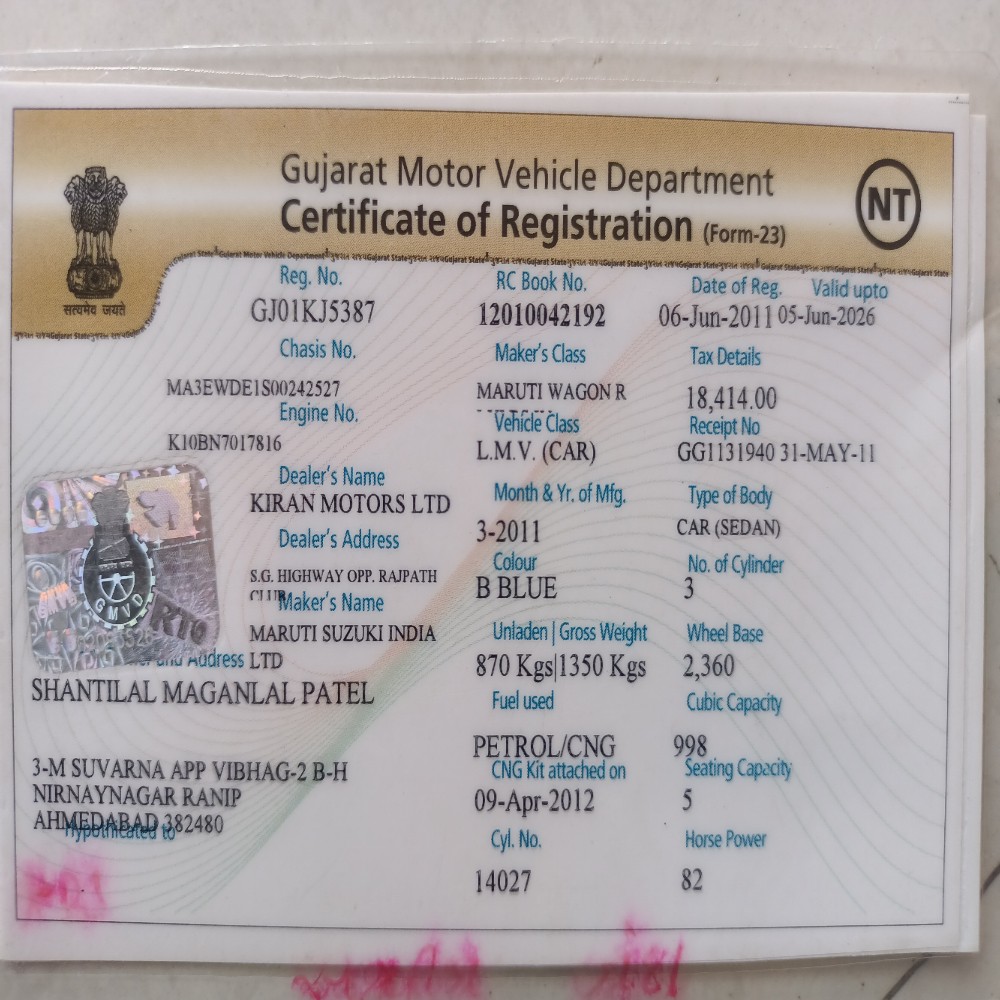 Gujarat Motor Vehicle Department
Certificate of Registration (Form-23)
NT
सत्यमेव जयते
Reg. No.
RC Book No.
Date of Reg.
Valid upto
GJ01KJ5387
12010042192
06-Jun-2011
05-Jun-2026
Chasis No.
Maker's Class
Tax Details
MA3EWDE1S00242527
MARUTI WAGON R
18,414.00
Engine No.
Vehicle Class
Receipt No
K10BN7017816
L.M.V. (CAR)
GG1131940 31-MAY-11
Dealer's Name
Month & Yr. of Mfg.
Type of Body
KIRAN MOTORS LTD
3-2011
CAR (SEDAN)
Dealer's Address
Colour
No. of Cylinder
S.G. HIGHWAY OPP. RAJPATH
CLUB
B BLUE
3
Maker's Name
Unladen | Gross Weight
Wheel Base
MARUTI SUZUKI INDIA
LTD
870 Kgs|1350 Kgs
2,360
GMVD
RTO
and Address
SHANTILAL MAGANLAL PATEL
Fuel used
Cubic Capacity
PETROL/CNG
998
3-M SUVARNA APP VIBHAG-2 B-H
NIRNAYNAGAR RANIP
AHMEDABAD 382480
CNG Kit attached on
Seating Capacity
09-Apr-2012
5
Hypothicated to
Cyl. No.
Horse Power
14027
82